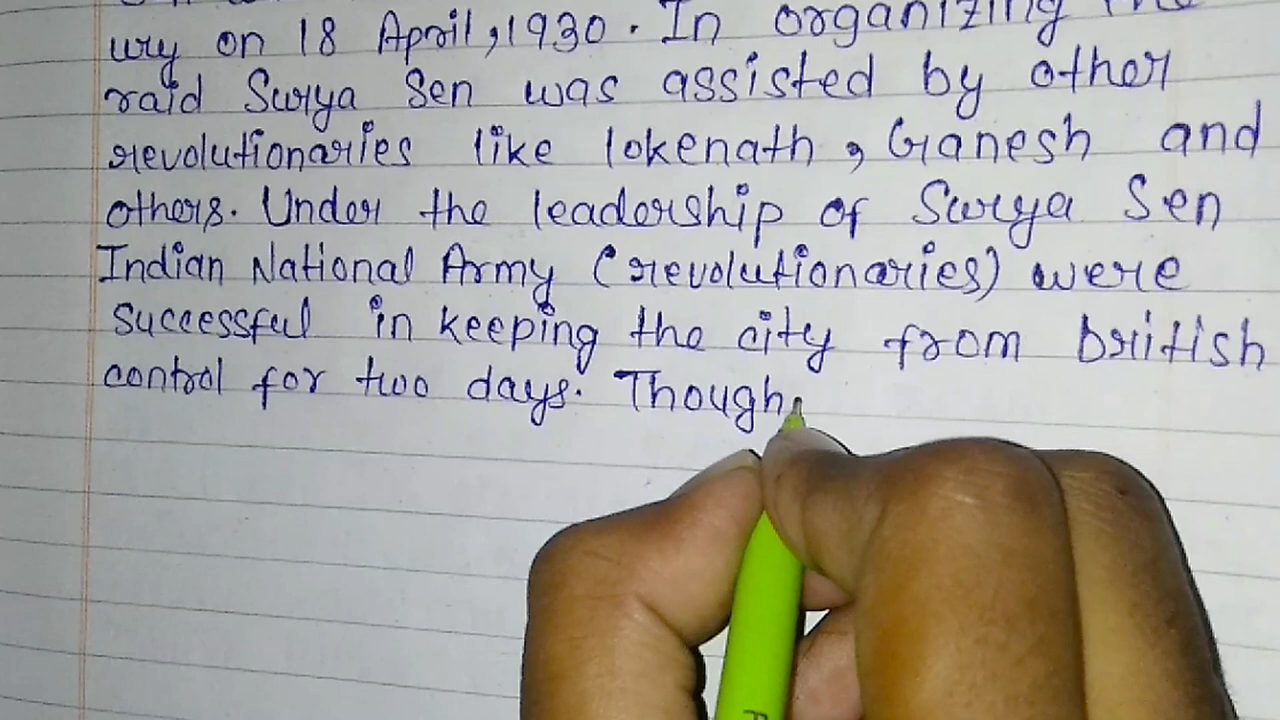 ury on 18 April, 1930. In organizing the
raid Surya Sen was assisted by other
revolutionaries like lokenath, Ganesh and
others. Under the leadership of Surya Sen
Indian National Army (revolutionaries) were
successful in keeping the city from british
control for two days. Though